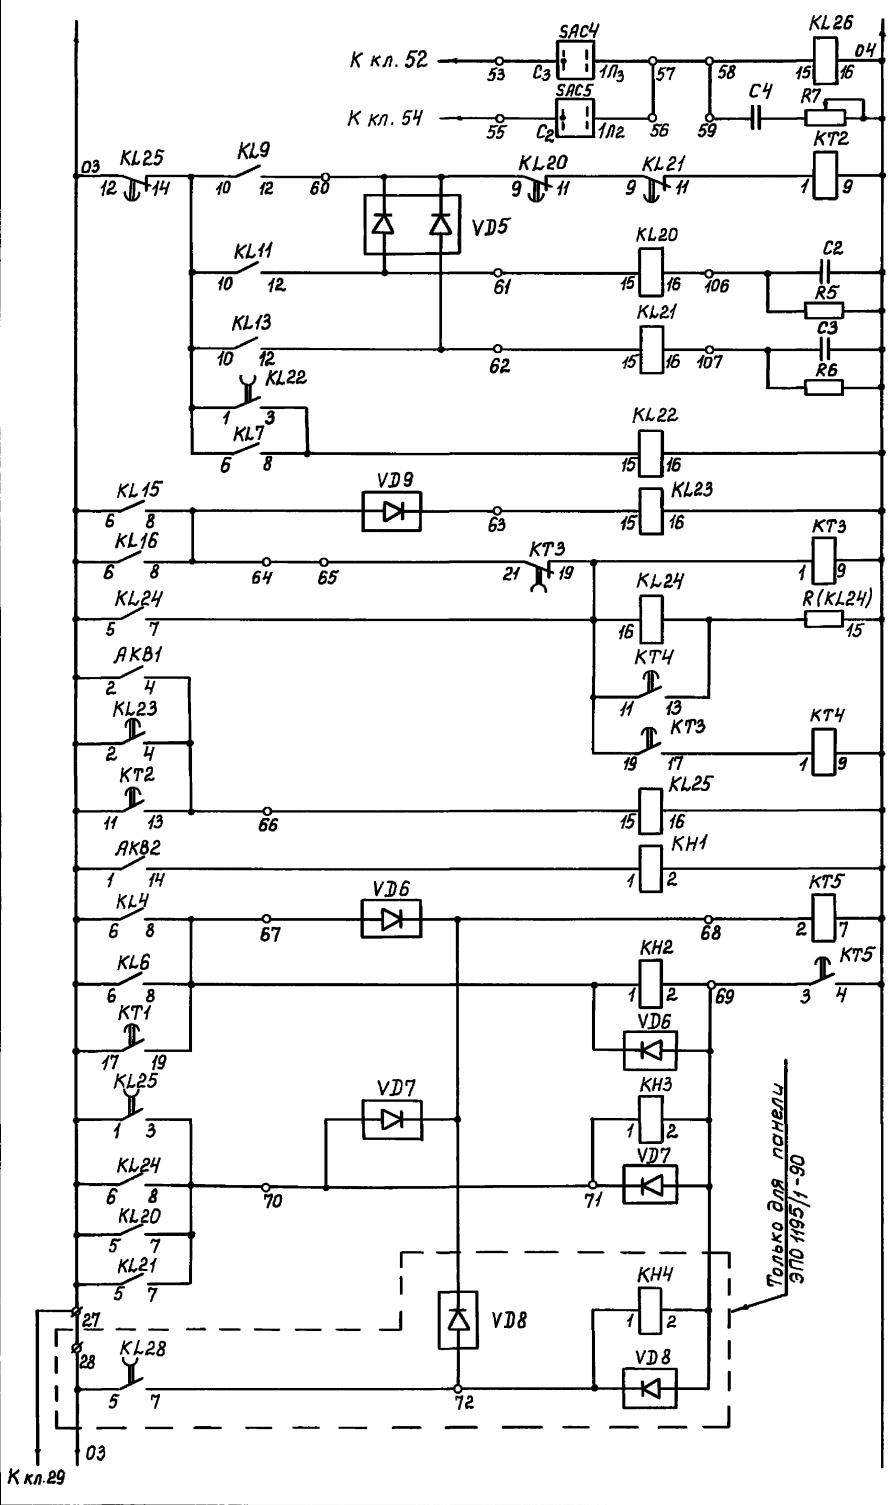 SAC4
KL26
К кл. 52
53
C3
1Л3
57
58
15
16
04
SAC5
C4
R7
К кл. 54
55
C2
1Л2
56
59
KT2
03
KL25
12
14
KL9
10
12
60
KL20
9
11
KL21
9
11
1
9
VD5
KL11
10
12
61
KL20
15
16
106
C2
R5
KL13
10
12
62
KL21
15
16
107
C3
R6
KL22
1
3
KL7
6
8
KL22
15
16
KL15
6
8
VD9
63
KL23
15
16
KL16
6
8
64
65
21
KT3
19
KT3
1
9
KL24
5
7
KL24
16
R(KL24)
15
АКВ1
2
4
KT4
11
13
KL23
2
4
KT3
19
17
KT4
1
9
KT2
11
13
66
KL25
15
16
АКВ2
1
14
KH1
1
2
KL4
6
8
67
VD6
68
KT5
2
7
KL6
6
8
KH2
1
2
69
KT5
3
4
KT1
17
19
VD6
KL25
1
3
VD7
KH3
1
2
KL24
6
8
70
71
VD7
KL20
5
7
KL21
5
7
Только для панели
ЭПО 1195/1-90
27
VD8
KH4
1
2
28
KL28
5
7
72
VD8
03
К кл.29